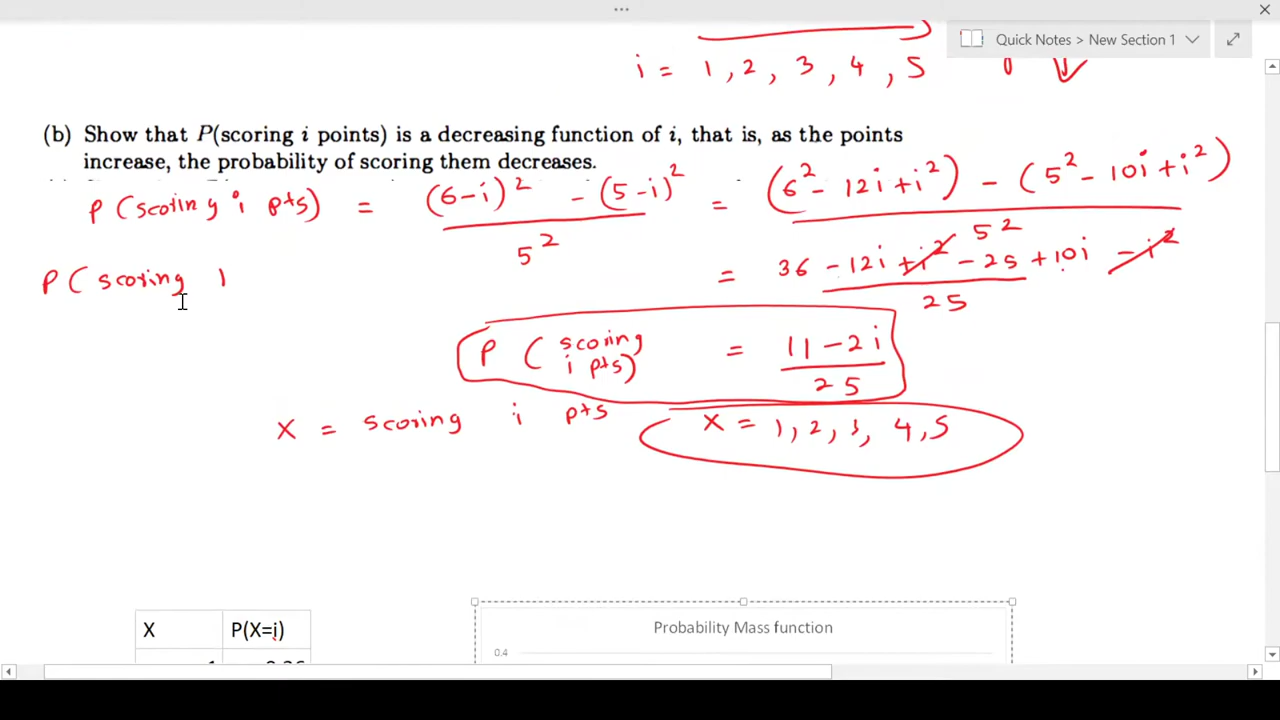 Quick Notes > New Section 1
i = 1, 2, 3, 4, 5
(b) Show that P(scoring i points) is a decreasing function of i, that is, as the points
increase, the probability of scoring them decreases.
P (scoring i pts) = (6-i)² - (5-i)² / 5² = (6² - 12i + i²) - (5² - 10i + i²) / 5²
P ( scoring 1
= 36 - 12i + i² - 25 + 10i - i² / 25
P ( scoring i pts) = 11 - 2i / 25
X = scoring i pts X = 1, 2, 3, 4, 5
X P(X=i)
Probability Mass function
0.4